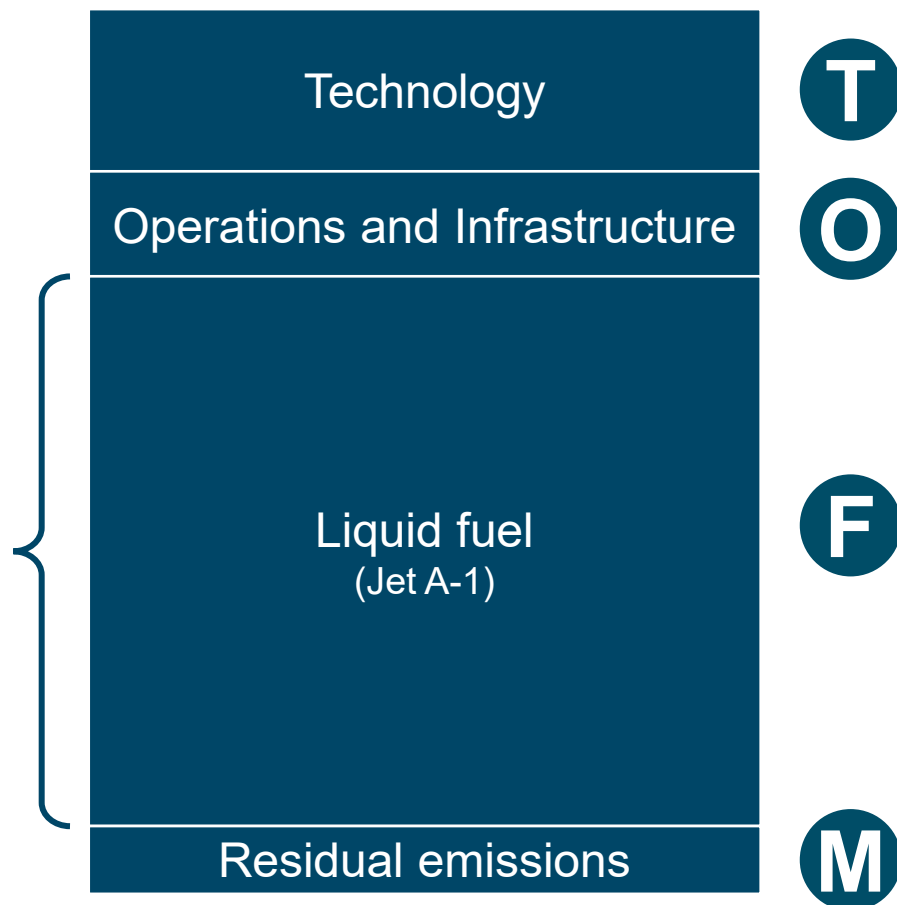 Technology
T
Operations and Infrastructure
O
Liquid fuel
(Jet A-1)
F
Residual emissions
M